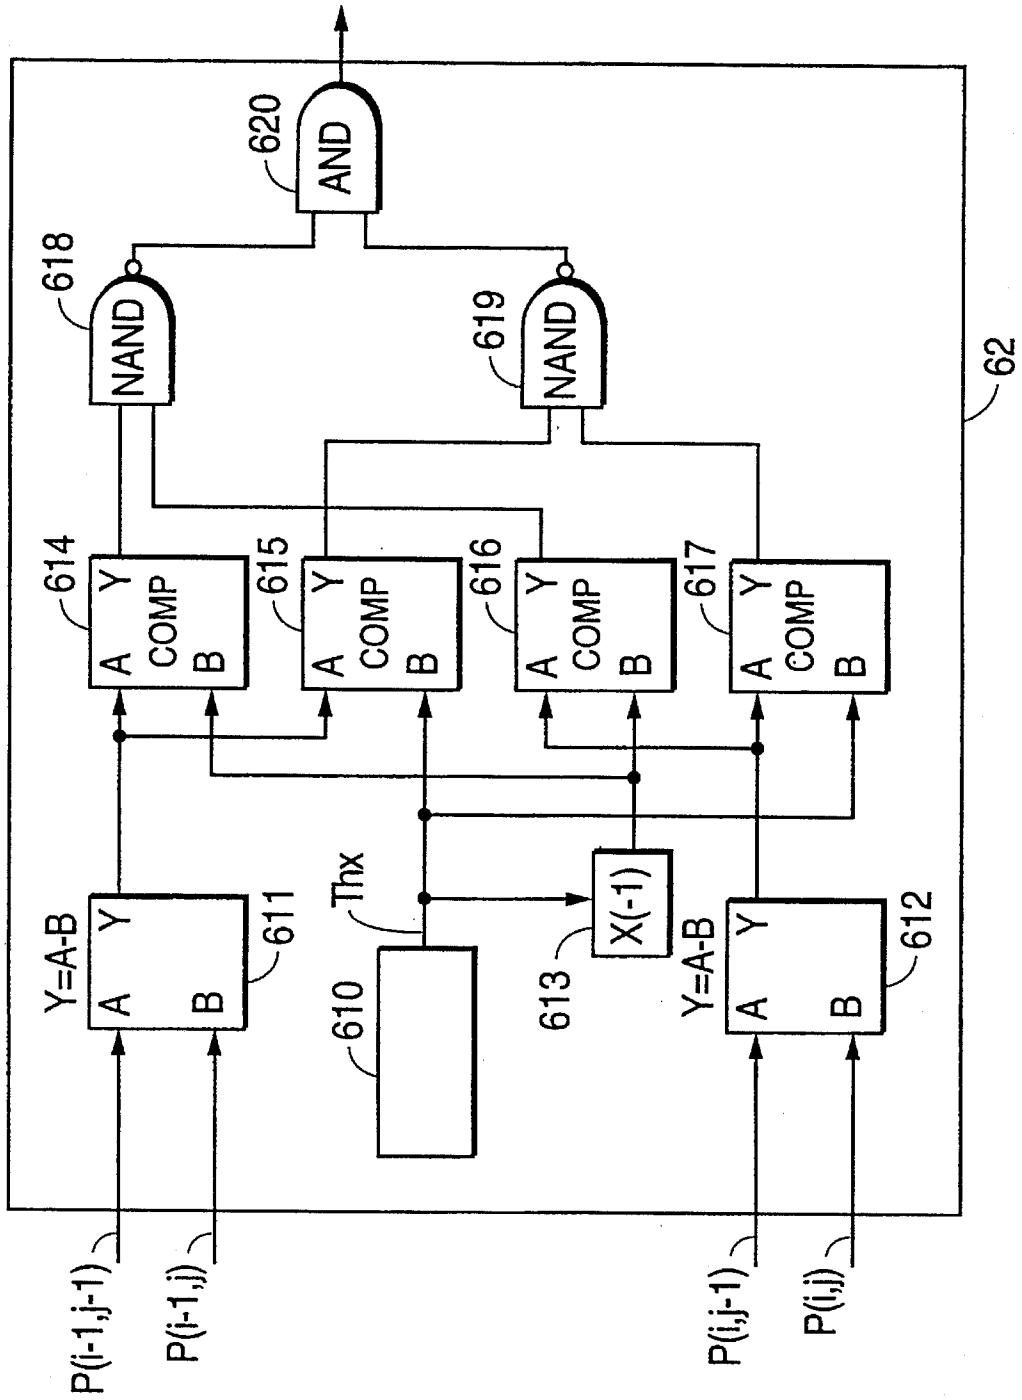 P(i-1,j-1)
P(i-1,j)
P(i,j-1)
P(i,j)
Y=A-B
A Y
B
611
610
Thx
X(-1)
613
Y=A-B
A Y
B
612
614
A Y
COMP
B
615
A Y
COMP
B
616
A Y
COMP
B
617
A Y
COMP
B
618
NAND
619
NAND
620
AND
62